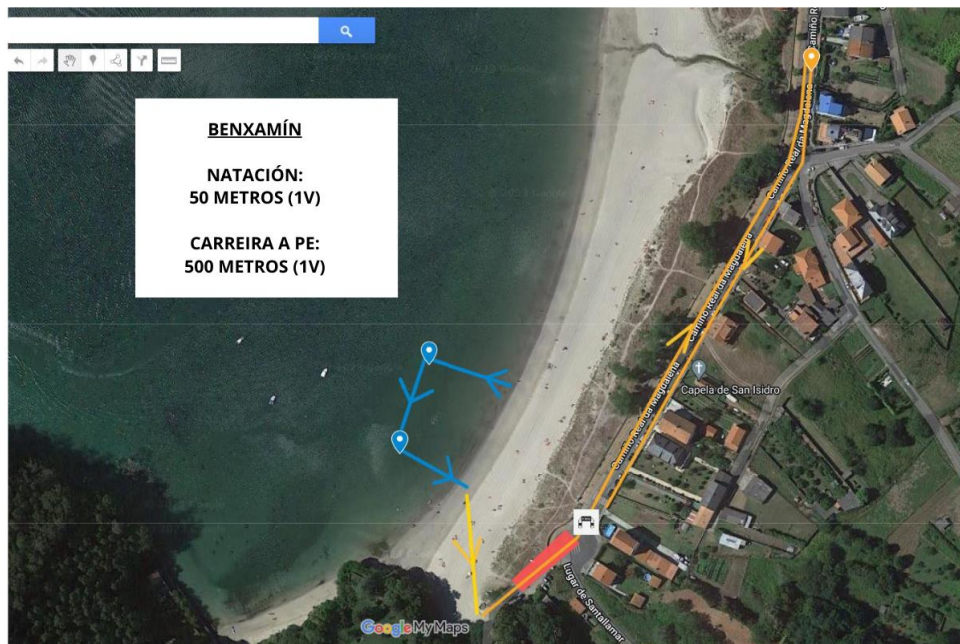 BENXAMÍN
NATACIÓN:
50 METROS (1V)
CARREIRA A PE:
500 METROS (1V)
Camiño R
Camiño Real da Magdalena
Camiño Real da Magdalena
Camiño Real da Magdalena
Capela de San Isidro
Lugar de Santallamar
Google My Maps